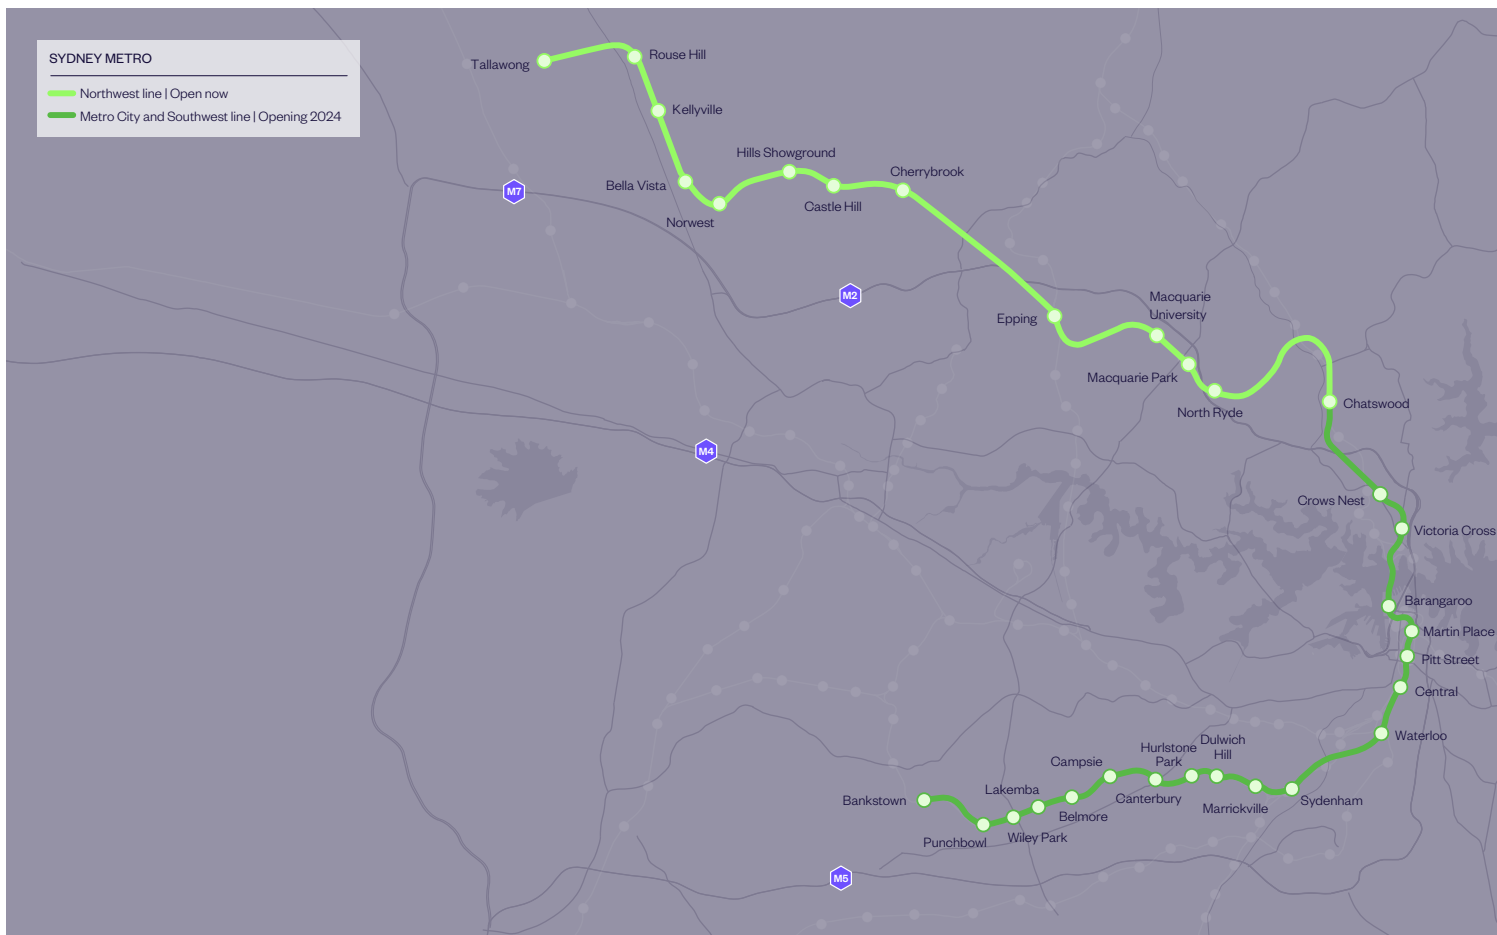 SYDNEY METRO
Northwest line | Open now
Metro City and Southwest line | Opening 2024
Tallawong
Rouse Hill
Kellyville
Hills Showground
Cherrybrook
Bella Vista
M7
Castle Hill
Norwest
M2
Macquarie
University
Epping
Macquarie Park
Chatswood
North Ryde
M4
Crows Nest
Victoria Cross
Barangaroo
Martin Place
Pitt Street
Central
Waterloo
Dulwich
Hill
Hurlstone
Park
Campsie
Lakemba
Bankstown
Canterbury
Sydenham
Marrickville
Belmore
Wiley Park
Punchbowl
M5